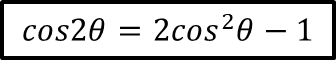 cos2θ = 2cos²θ − 1